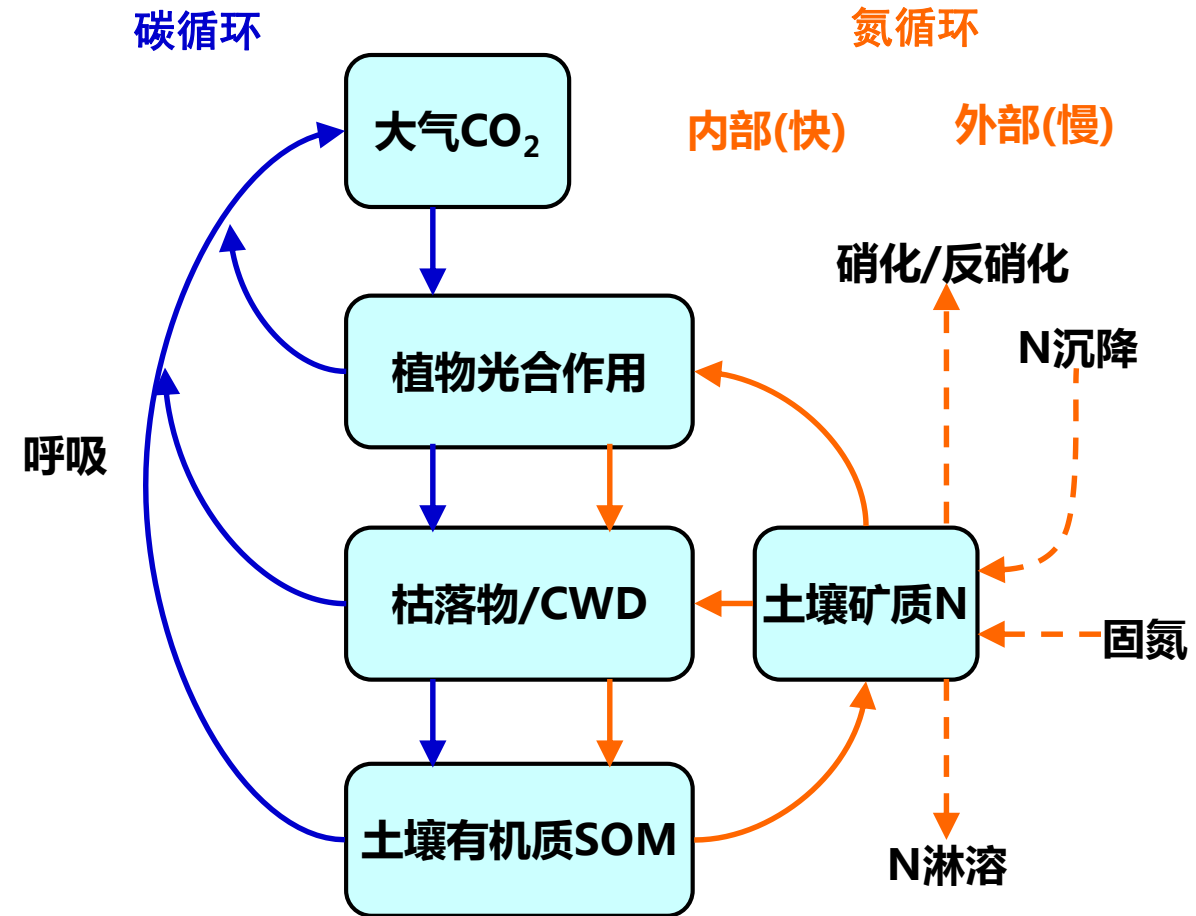 碳循环
氮循环
大气CO₂
内部(快)
外部(慢)
硝化/反硝化
N沉降
植物光合作用
呼吸
枯落物/CWD
土壤矿质N
固氮
土壤有机质SOM
N淋溶